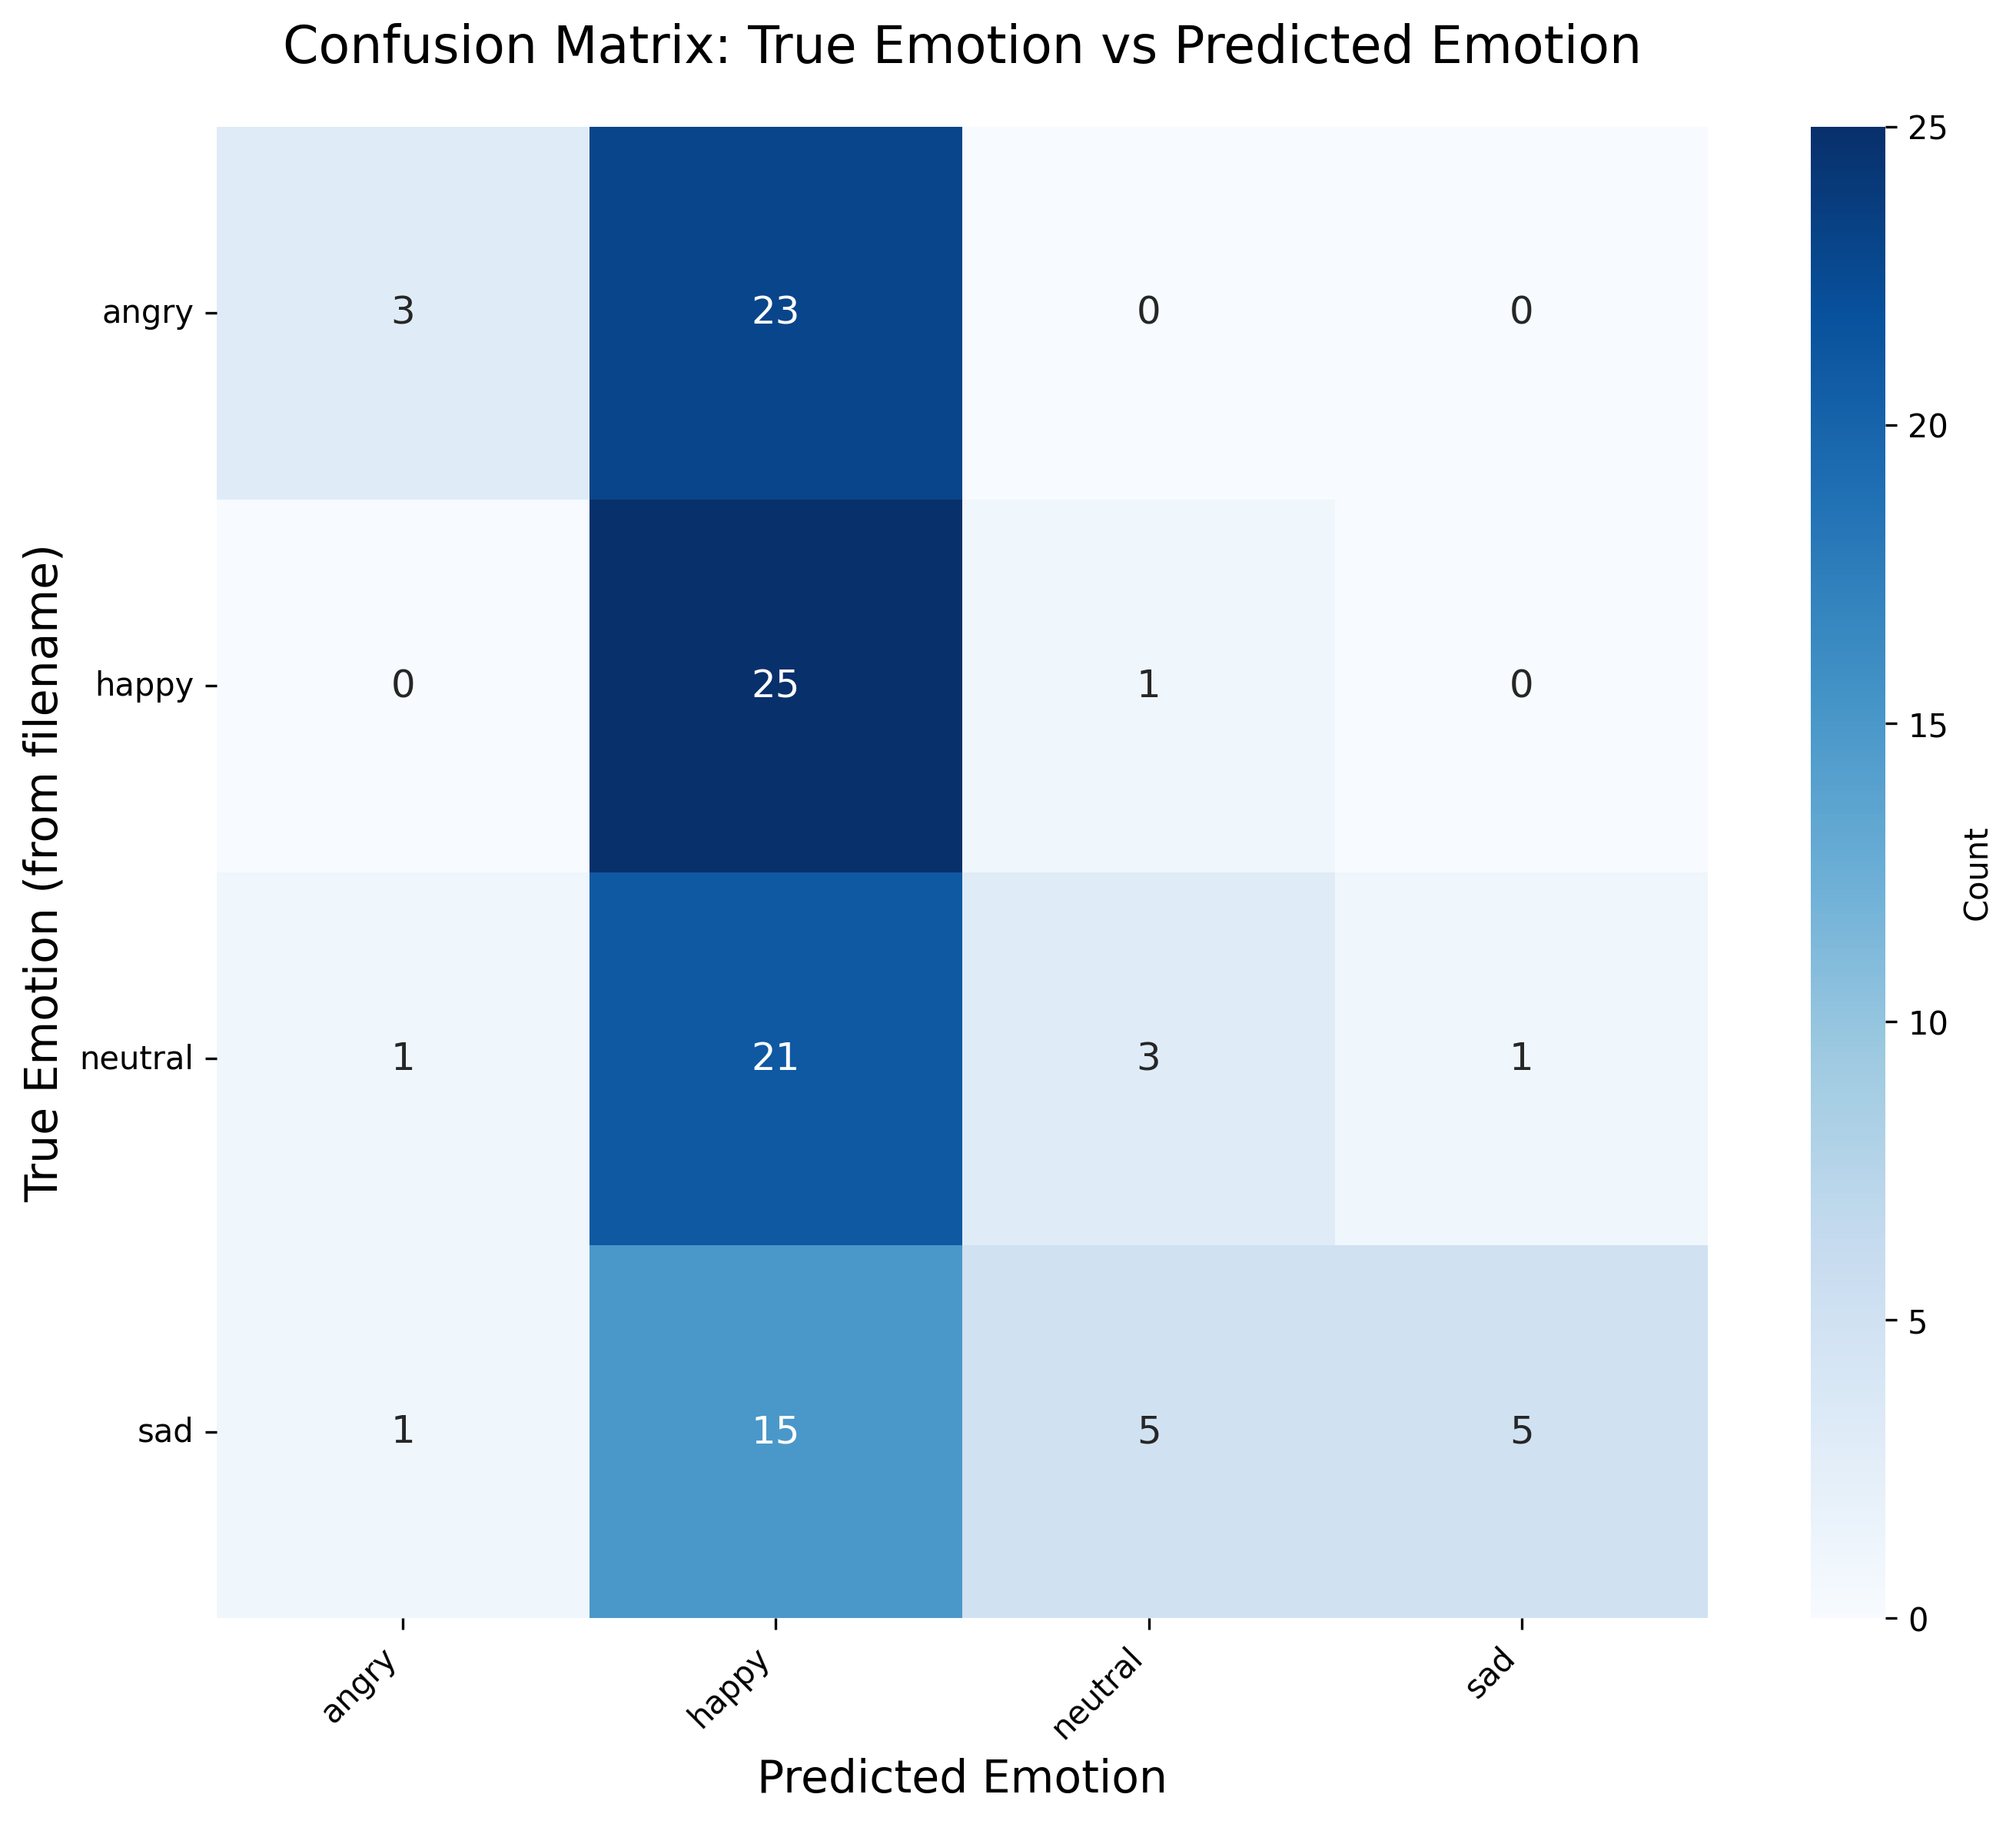 Confusion Matrix: True Emotion vs Predicted Emotion
True Emotion (from filename)
angry 3 23 0 0
happy 0 25 1 0
neutral 1 21 3 1
sad 1 15 5 5
angry happy neutral sad
Predicted Emotion
25
20
15
10
5
0
Count